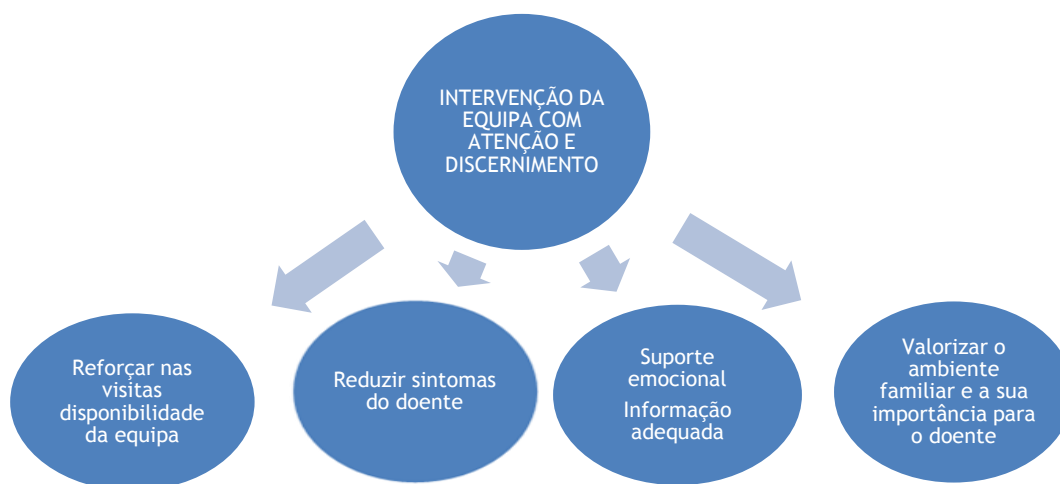 INTERVENÇÃO DA
EQUIPA COM
ATENÇÃO E
DISCERNIMENTO
Reforçar nas
visitas
disponibilidade
da equipa
Reduzir sintomas
do doente
Suporte
emocional
Informação
adequada
Valorizar o
ambiente
familiar e a sua
importância para
o doente